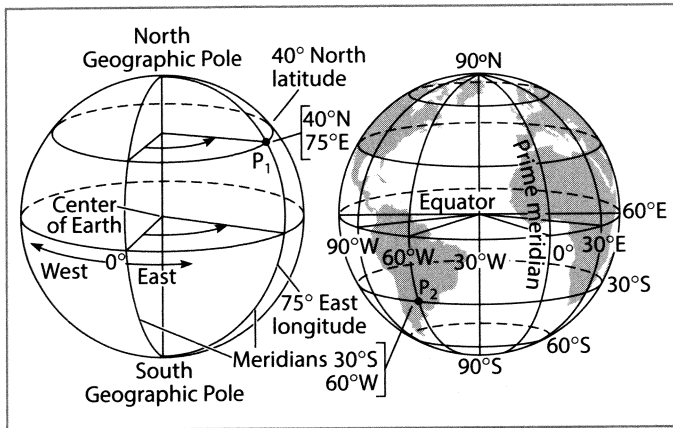 North
Geographic Pole
40° North
latitude
40°N
75°E
P1
Center
of Earth
West
0°
East
75° East
longitude
Meridians
South
Geographic Pole
90°N
Prime meridian
Equator
60°E
90°W
60°W
30°W
0°
30°E
30°S
P2
30°S
60°W
60°S
90°S